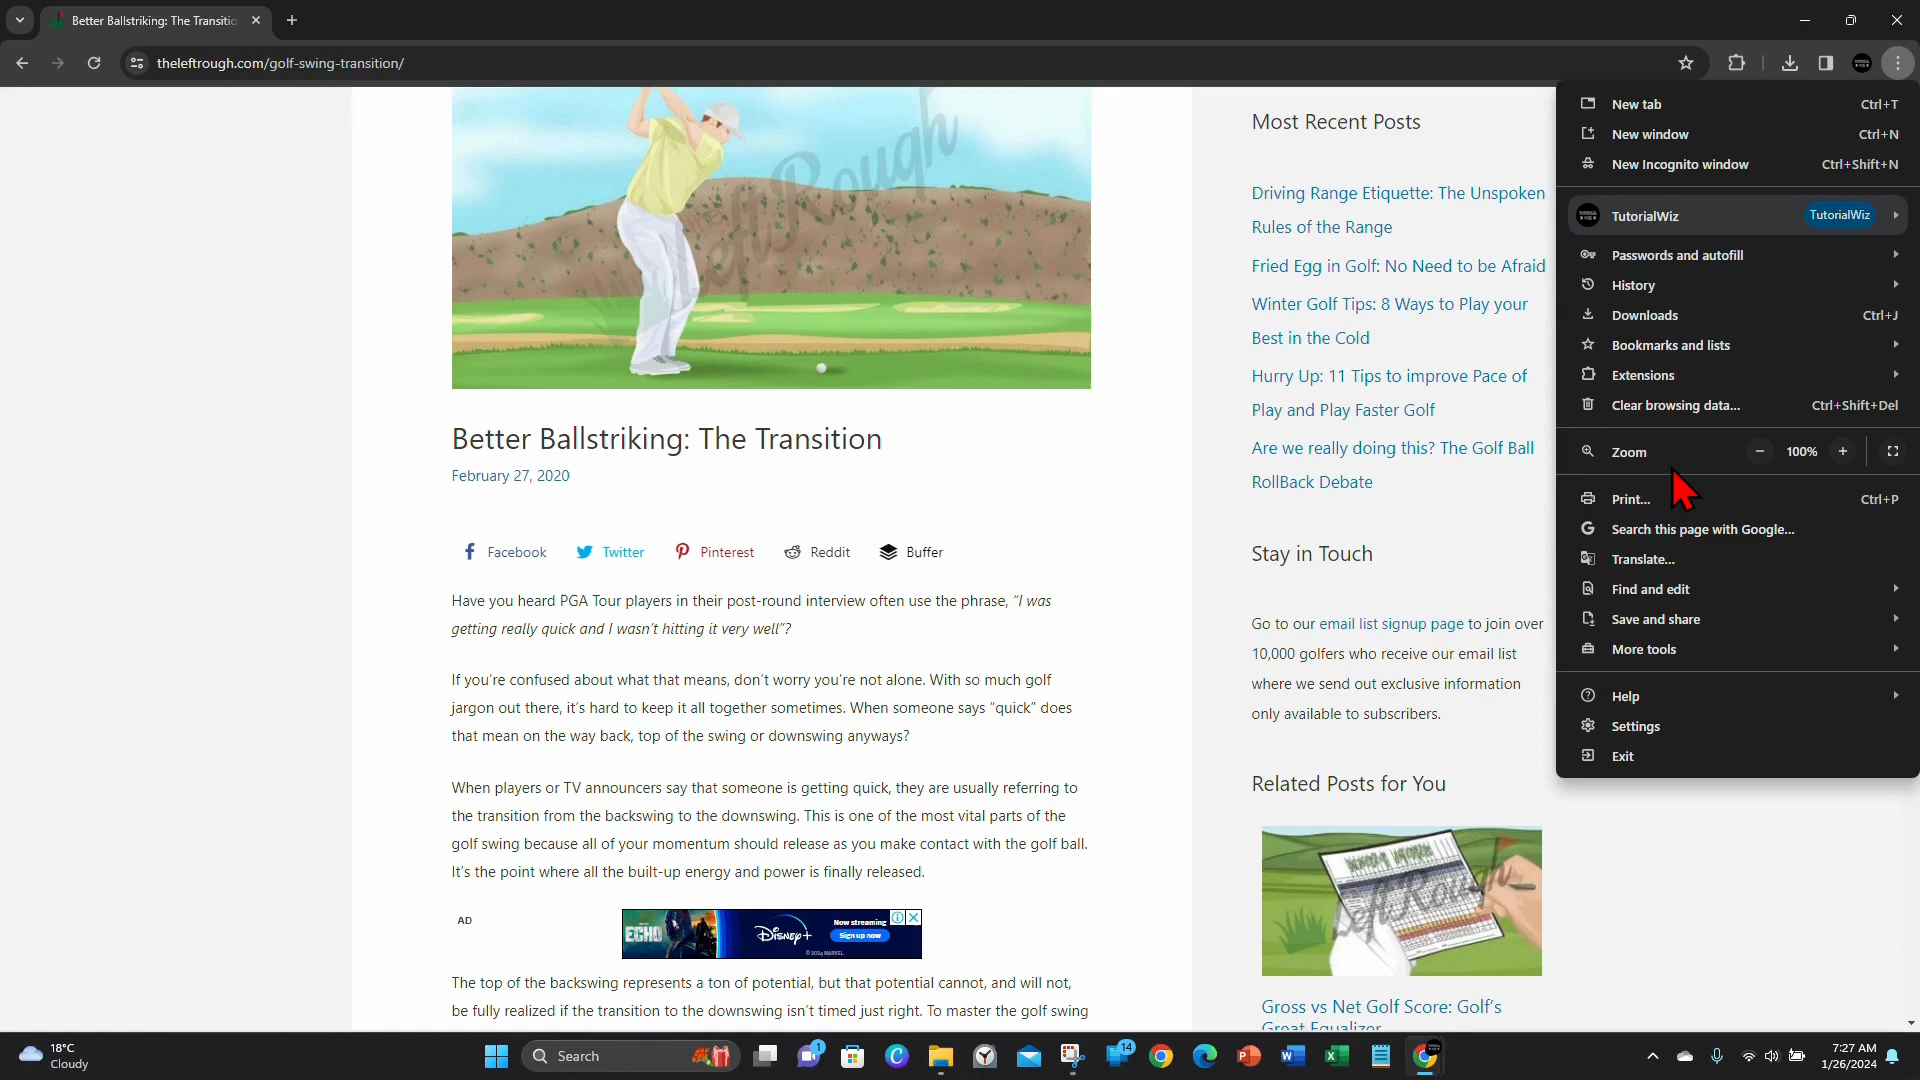 Better Ballstriking: The Transitio
theleftrough.com/golf-swing-transition/
LeftRough
Better Ballstriking: The Transition
February 27, 2020
Facebook
Twitter
Pinterest
Reddit
Buffer
Have you heard PGA Tour players in their post-round interview often use the phrase, “I was
getting really quick and I wasn’t hitting it very well”?
If you’re confused about what that means, don’t worry you’re not alone. With so much golf
jargon out there, it’s hard to keep it all together sometimes. When someone says “quick” does
that mean on the way back, top of the swing or downswing anyways?
When players or TV announcers say that someone is getting quick, they are usually referring to
the transition from the backswing to the downswing. This is one of the most vital parts of the
golf swing because all of your momentum should release as you make contact with the golf ball.
It’s the point where all the built-up energy and power is finally released.
AD
ECHO
Disney+
Now streaming
Sign up now
© 2024 MARVEL
The top of the backswing represents a ton of potential, but that potential cannot, and will not,
be fully realized if the transition to the downswing isn’t timed just right. To master the golf swing
Most Recent Posts
Driving Range Etiquette: The Unspoken
Rules of the Range
Fried Egg in Golf: No Need to be Afraid
Winter Golf Tips: 8 Ways to Play your
Best in the Cold
Hurry Up: 11 Tips to improve Pace of
Play and Play Faster Golf
Are we really doing this? The Golf Ball
RollBack Debate
Stay in Touch
Go to our email list signup page to join over
10,000 golfers who receive our email list
where we send out exclusive information
only available to subscribers.
Related Posts for You
LeftRough
Gross vs Net Golf Score: Golf’s
Great Equalizer
New tab Ctrl+T
New window Ctrl+N
New Incognito window Ctrl+Shift+N
TutorialWiz TutorialWiz
Passwords and autofill
History
Downloads Ctrl+J
Bookmarks and lists
Extensions
Clear browsing data... Ctrl+Shift+Del
Zoom − 100% +
Print... Ctrl+P
Search this page with Google...
Translate...
Find and edit
Save and share
More tools
Help
Settings
Exit
18°C
Cloudy
Search
1
14
7:27 AM
1/26/2024